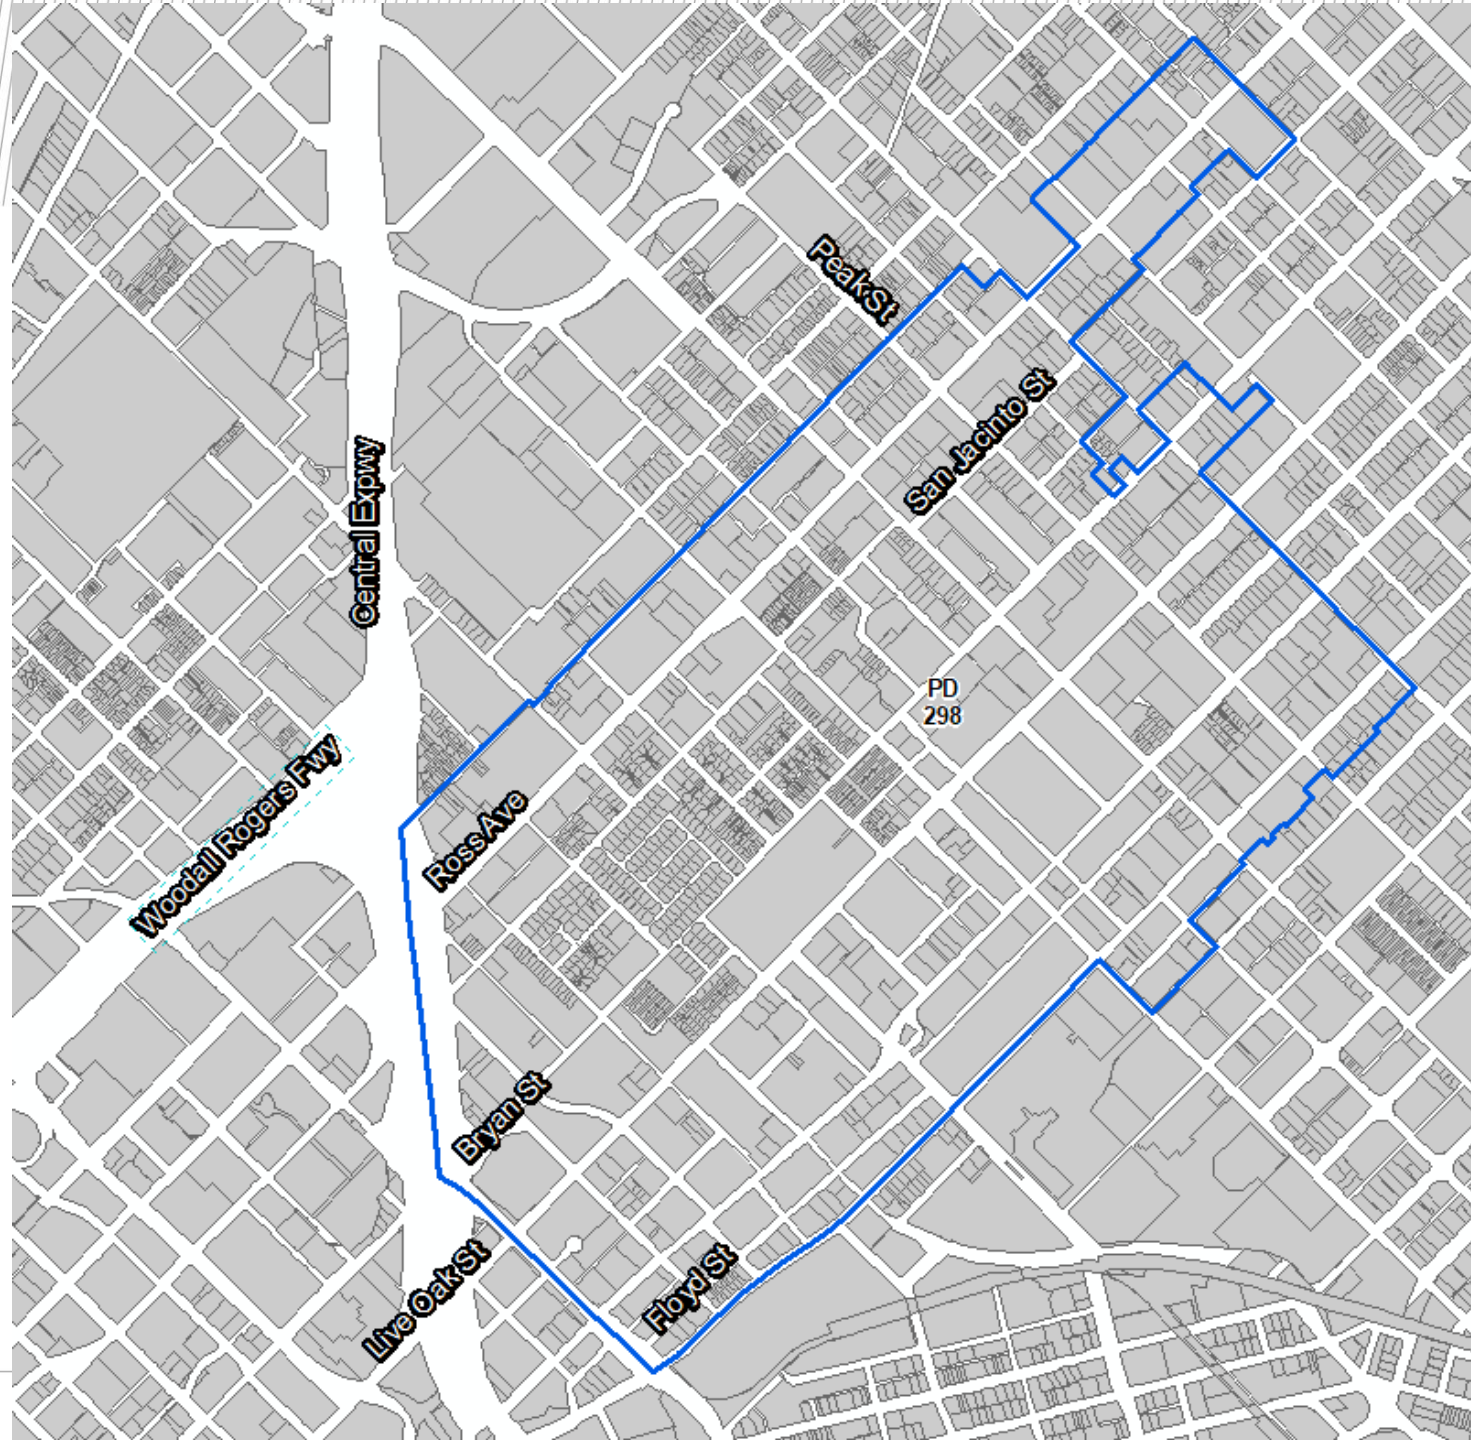 Peak St
San Jacinto St
Central Expwy
PD
298
Woodall Rogers Fwy
Ross Ave
Bryan St
Live Oak St
Floyd St